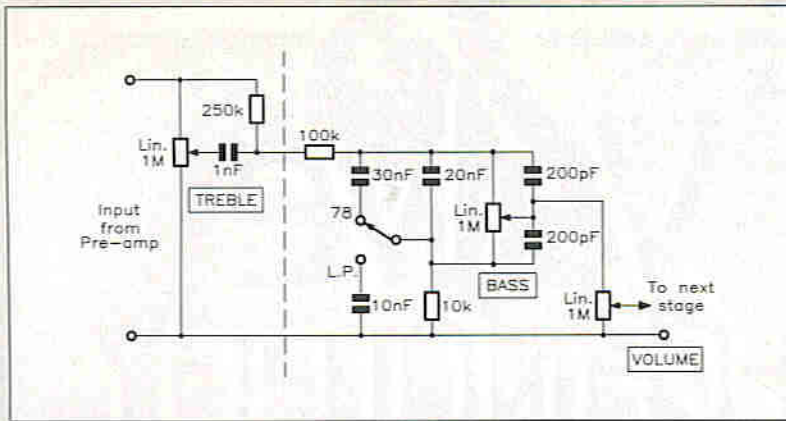 250k
100k
Lin.
1M
1nF
30nF
20nF
200pF
TREBLE
78
Lin.
1M
200pF
Input
from
Pre-amp
L.P.
BASS
10nF
10k
Lin.
1M
To next
stage
VOLUME